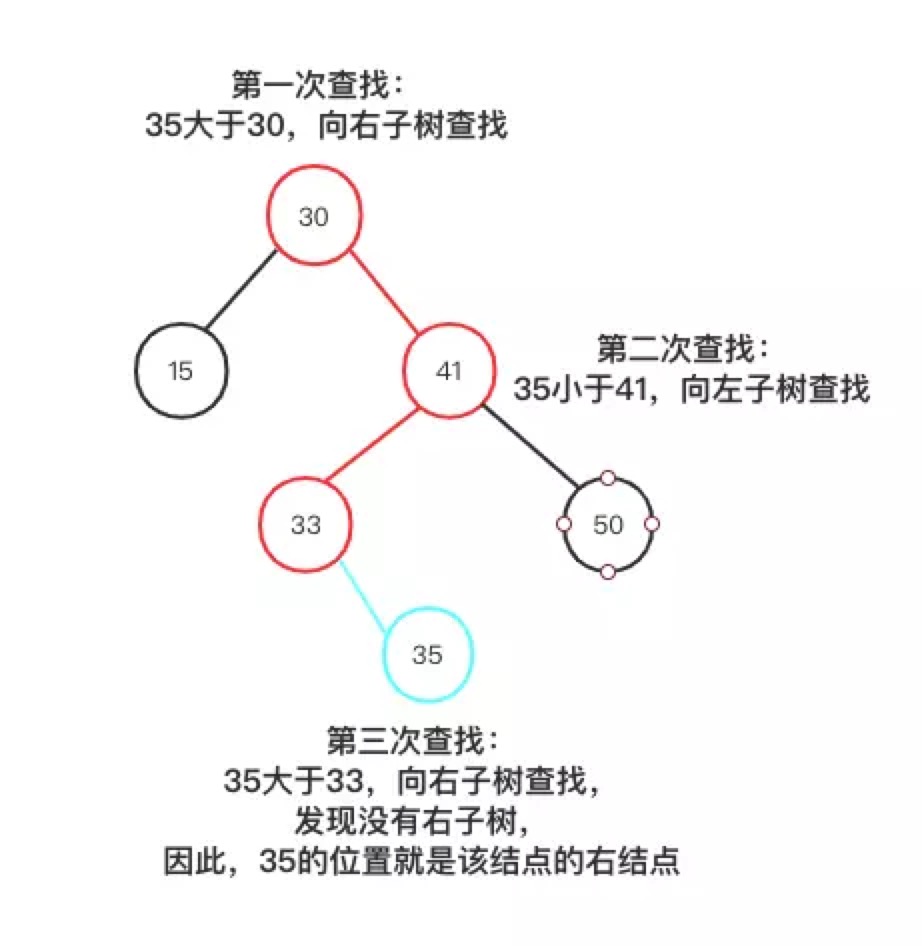 第一次查找：
35大于30，向右子树查找
30
15
41
第二次查找：
35小于41，向左子树查找
33
50
35
第三次查找：
35大于33，向右子树查找，
发现没有右子树，
因此，35的位置就是该结点的右结点